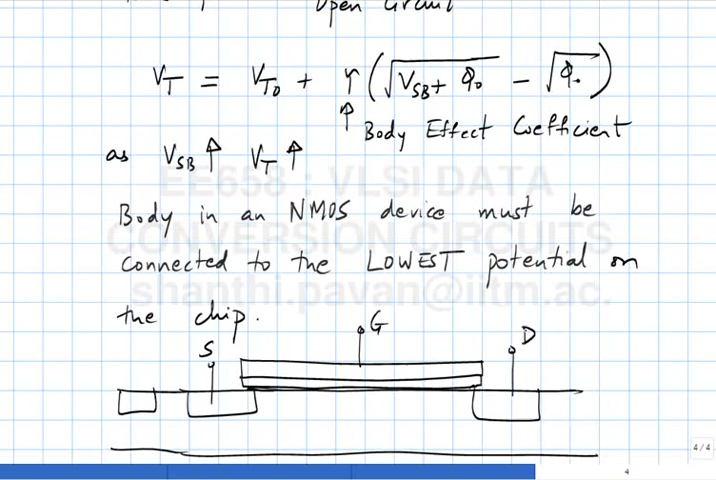 Open Circuit
V_T = V_T0 + γ (√(V_SB + Φ_0) − √Φ_0)
↑ Body Effect Coefficient
as V_SB ↑ V_T ↑
EE658 : VLSI DATA
Body in an NMOS device must be
CONVERSION CIRCUITS
connected to the LOWEST potential on
shanthi.pavan@iitm.ac.
the chip.
G
S
D
4/4
4